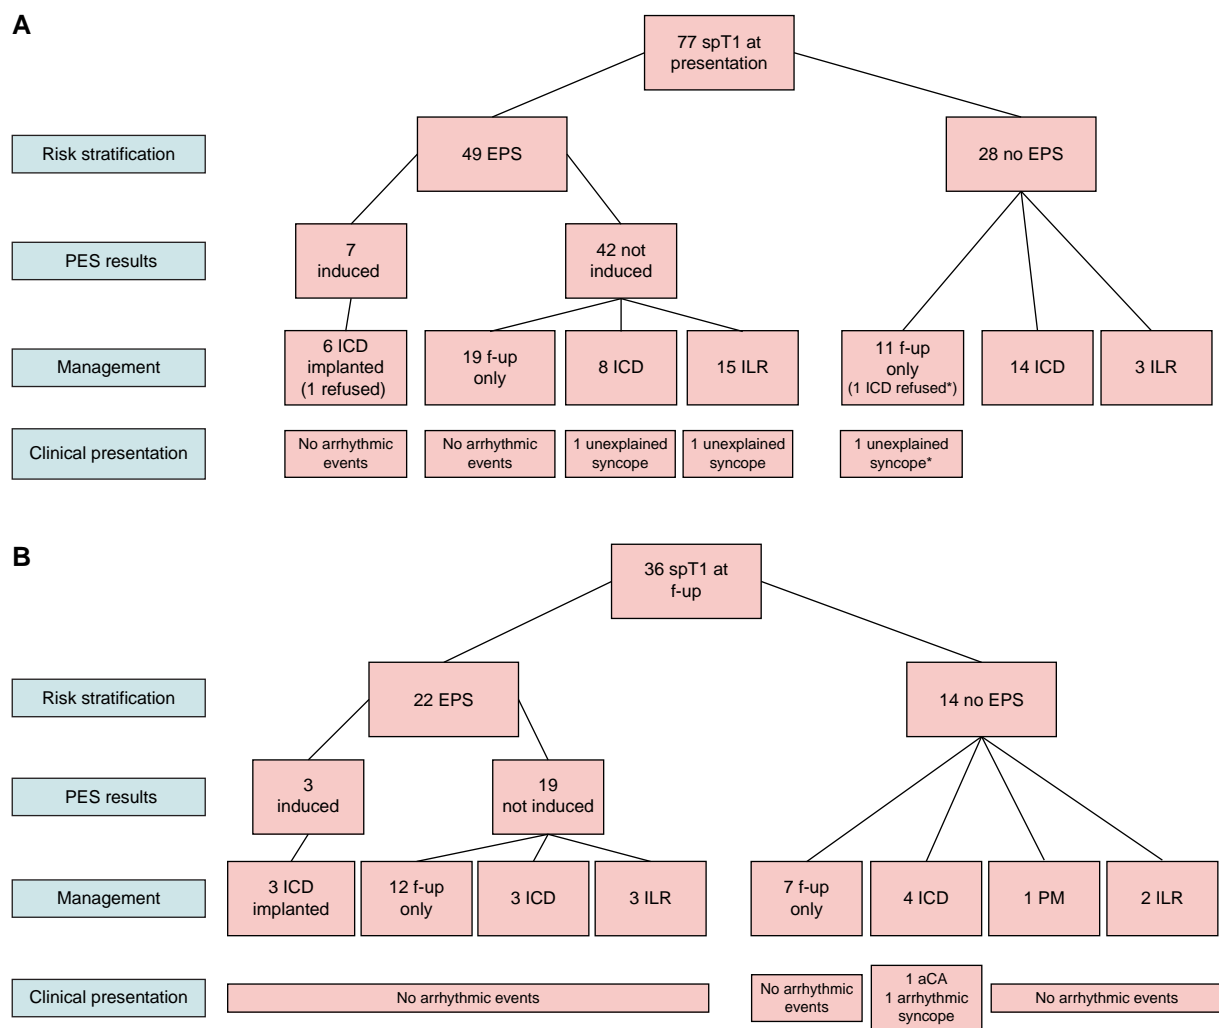 A
77 spT1 at
presentation
Risk stratification
49 EPS
28 no EPS
PES results
7
induced
42 not
induced
Management
6 ICD
implanted
(1 refused)
19 f-up
only
8 ICD
15 ILR
11 f-up
only
(1 ICD refused*)
14 ICD
3 ILR
Clinical presentation
No arrhythmic
events
No arrhythmic
events
1 unexplained
syncope
1 unexplained
syncope
1 unexplained
syncope*
B
36 spT1 at
f-up
Risk stratification
22 EPS
14 no EPS
PES results
3
induced
19
not induced
Management
3 ICD
implanted
12 f-up
only
3 ICD
3 ILR
7 f-up
only
4 ICD
1 PM
2 ILR
Clinical presentation
No arrhythmic events
No arrhythmic
events
1 aCA
1 arrhythmic
syncope
No arrhythmic events